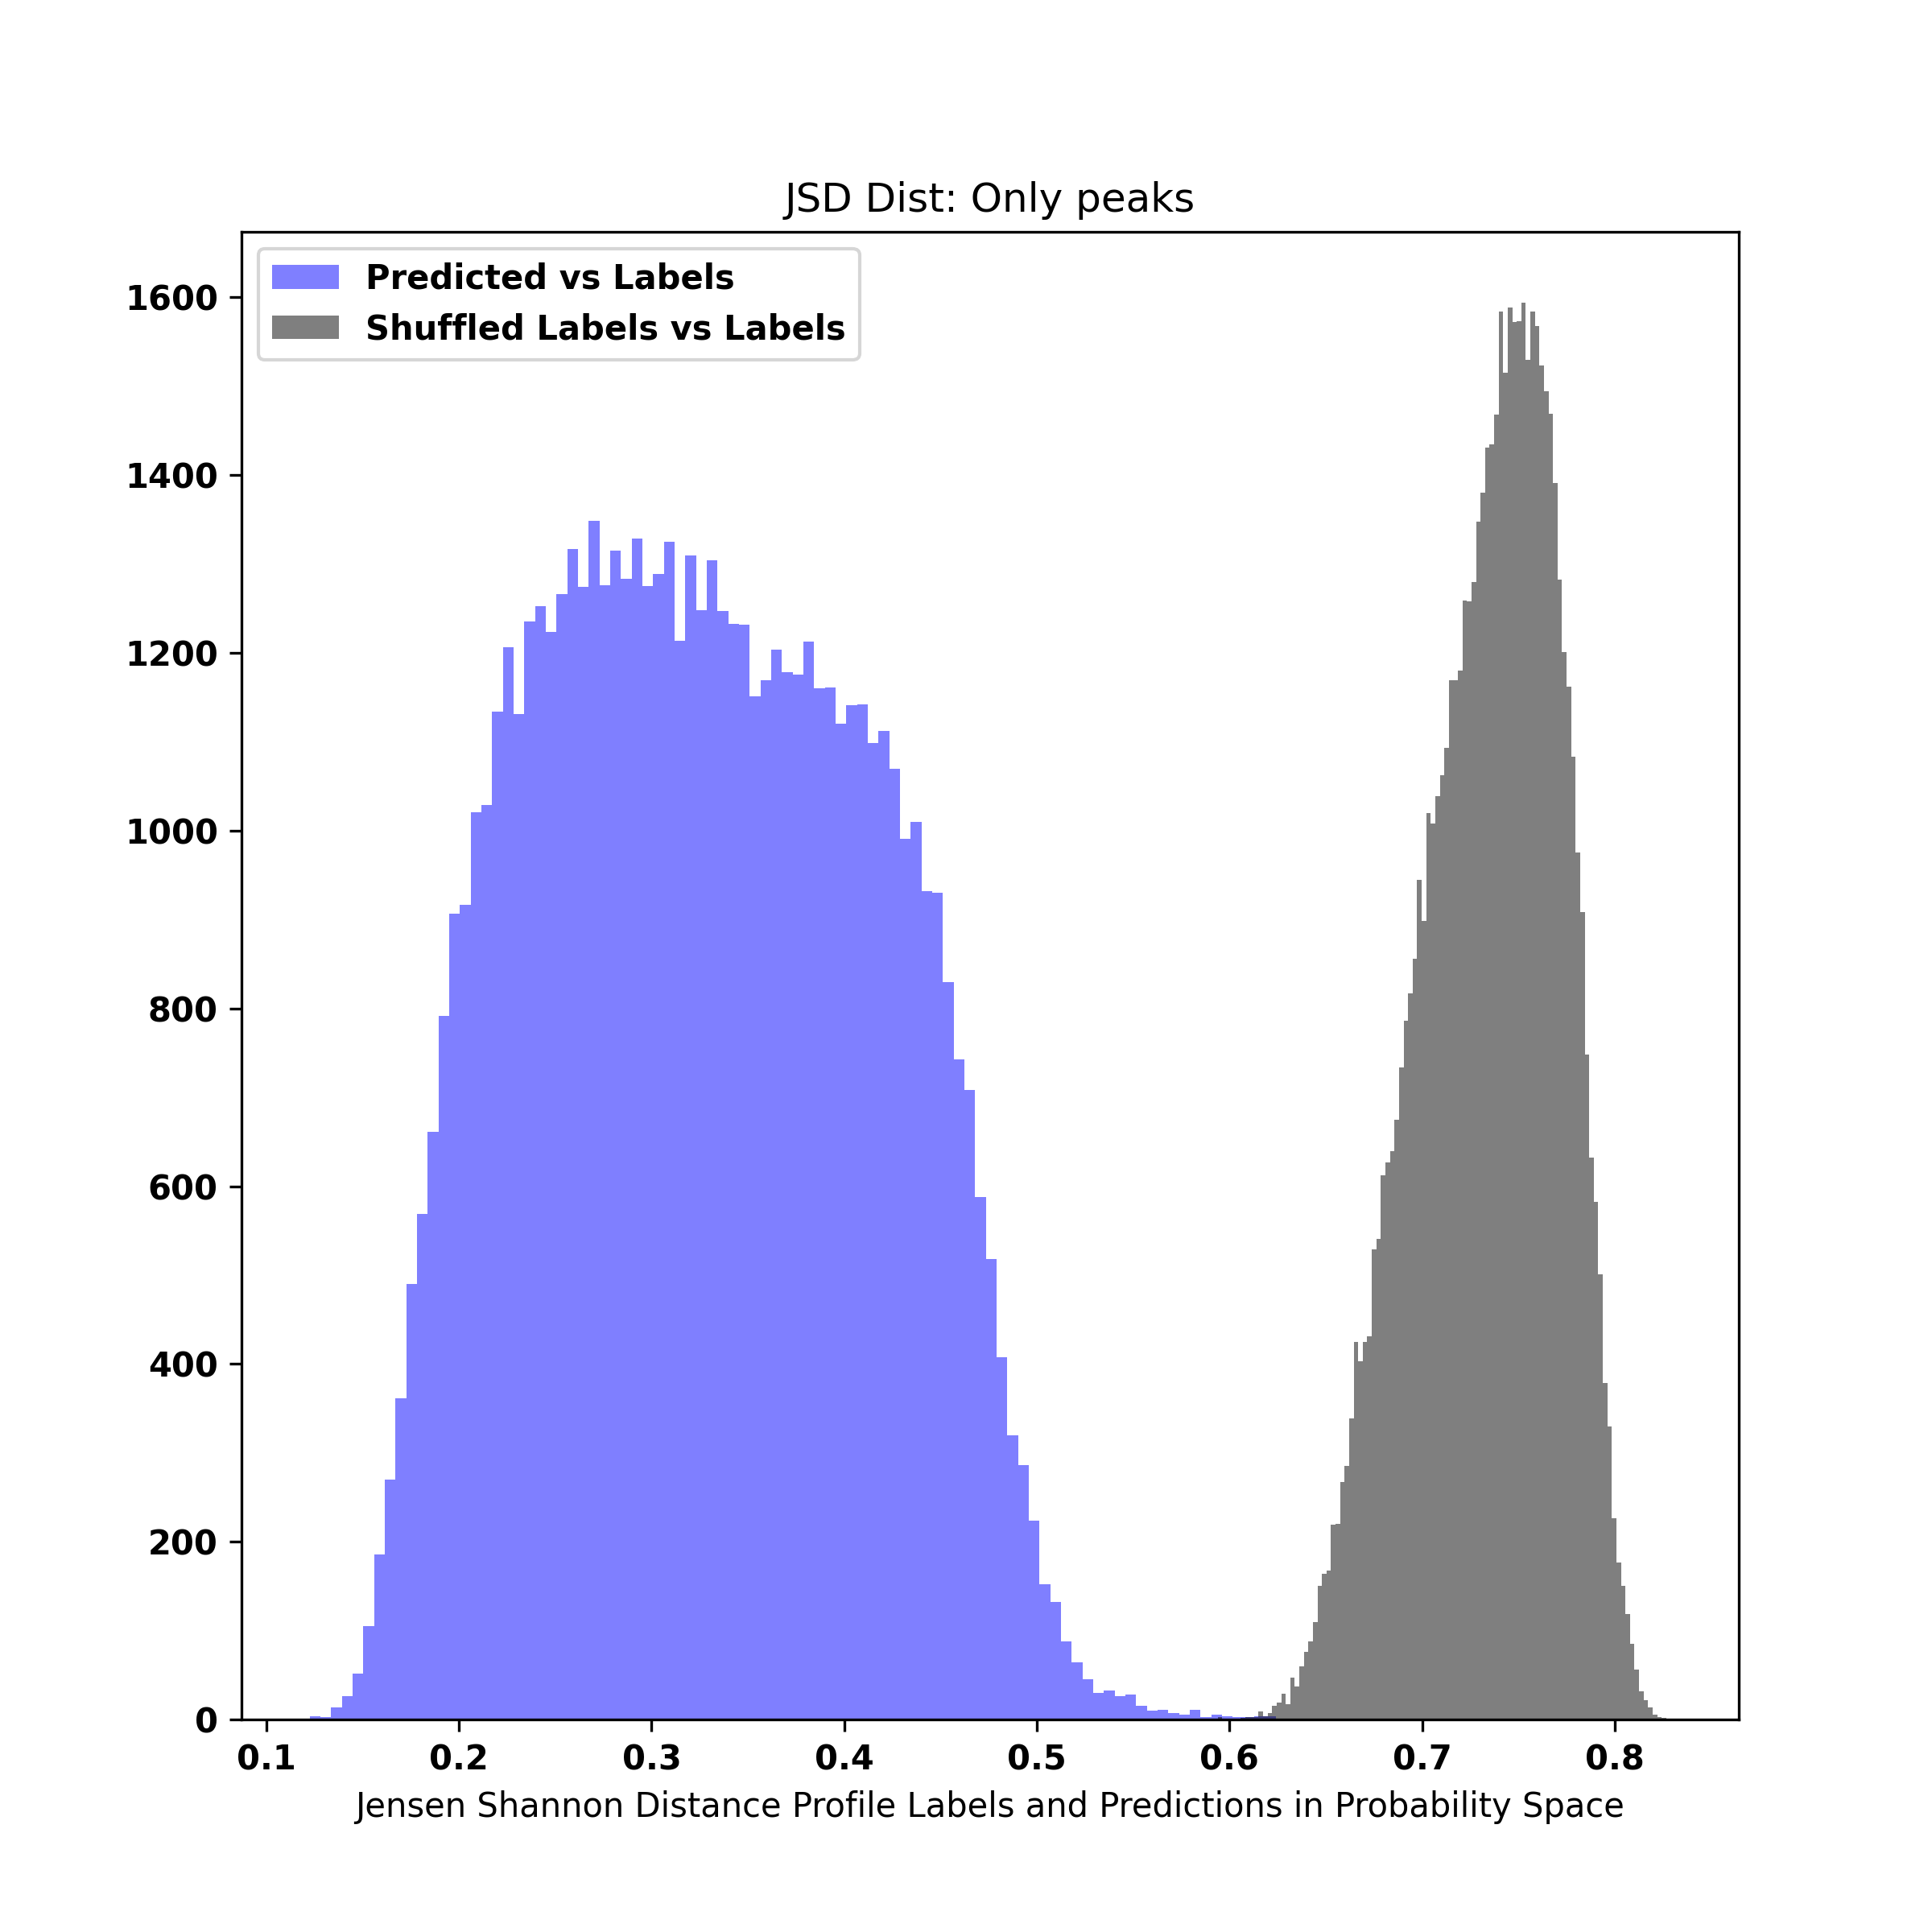 JSD Dist: Only peaks
Predicted vs Labels
Shuffled Labels vs Labels
1600
1400
1200
1000
800
600
400
200
0
0.1 0.2 0.3 0.4 0.5 0.6 0.7 0.8
Jensen Shannon Distance Profile Labels and Predictions in Probability Space